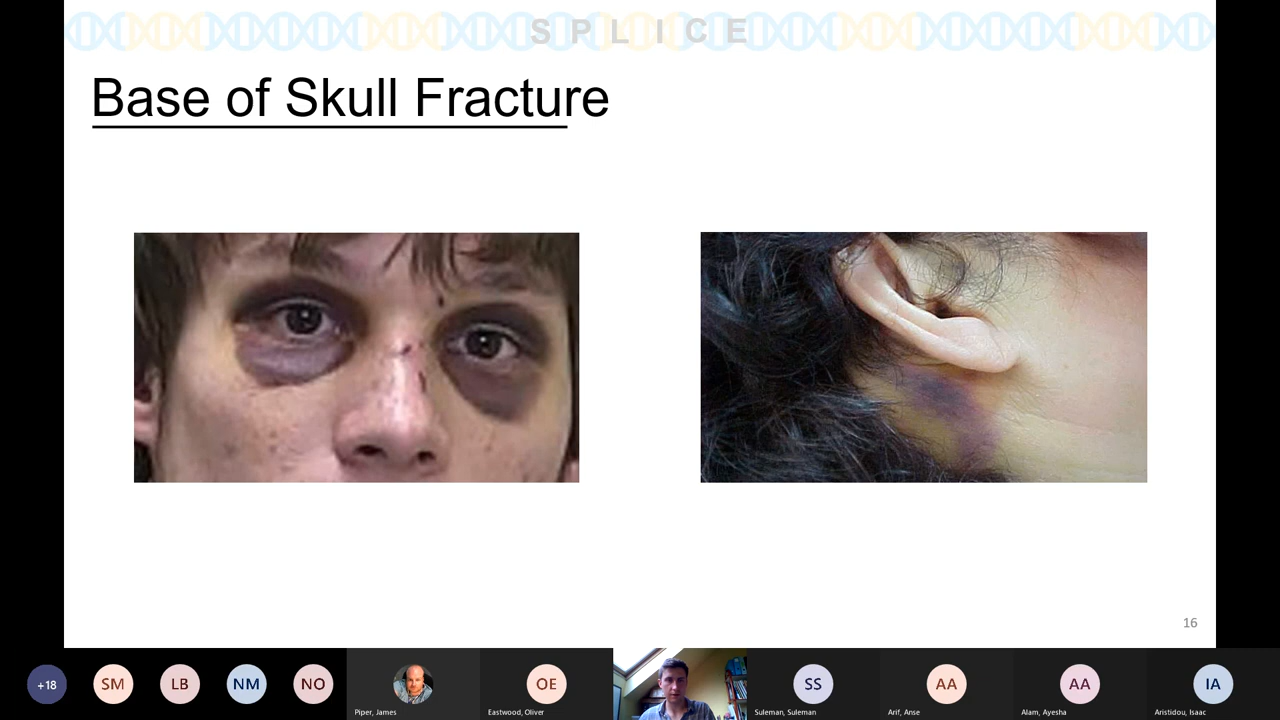 S P L I C E
Base of Skull Fracture
16
+18
SM
LB
NM
NO
Piper, James
OE
Eastwood, Oliver
SS
Suleman, Suleman
AA
Arif, Anse
AA
Alam, Ayesha
IA
Aristidou, Isaac